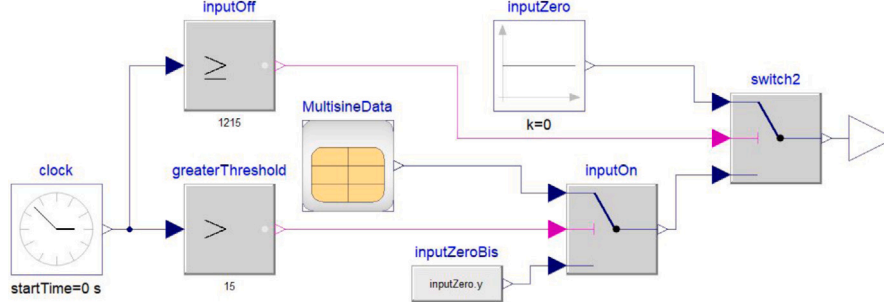 inputOff
inputZero
switch2
≥
1215
MultisineData
k=0
clock
greaterThreshold
inputOn
>
inputZeroBis
inputZero.y
startTime=0 s
15